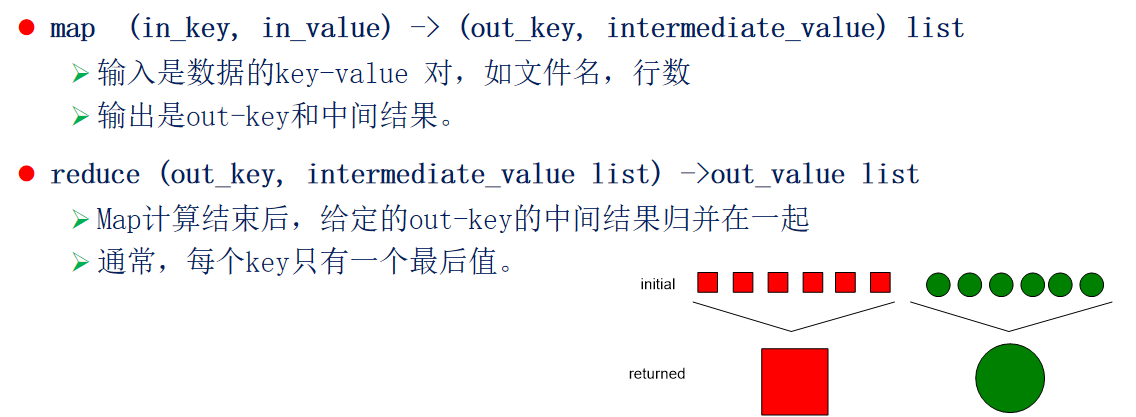 map (in_key, in_value) -> (out_key, intermediate_value) list
输入是数据的key-value 对，如文件名，行数
输出是out-key和中间结果。
reduce (out_key, intermediate_value list) ->out_value list
Map计算结束后，给定的out-key的中间结果归并在一起
通常，每个key只有一个最后值。
initial
returned